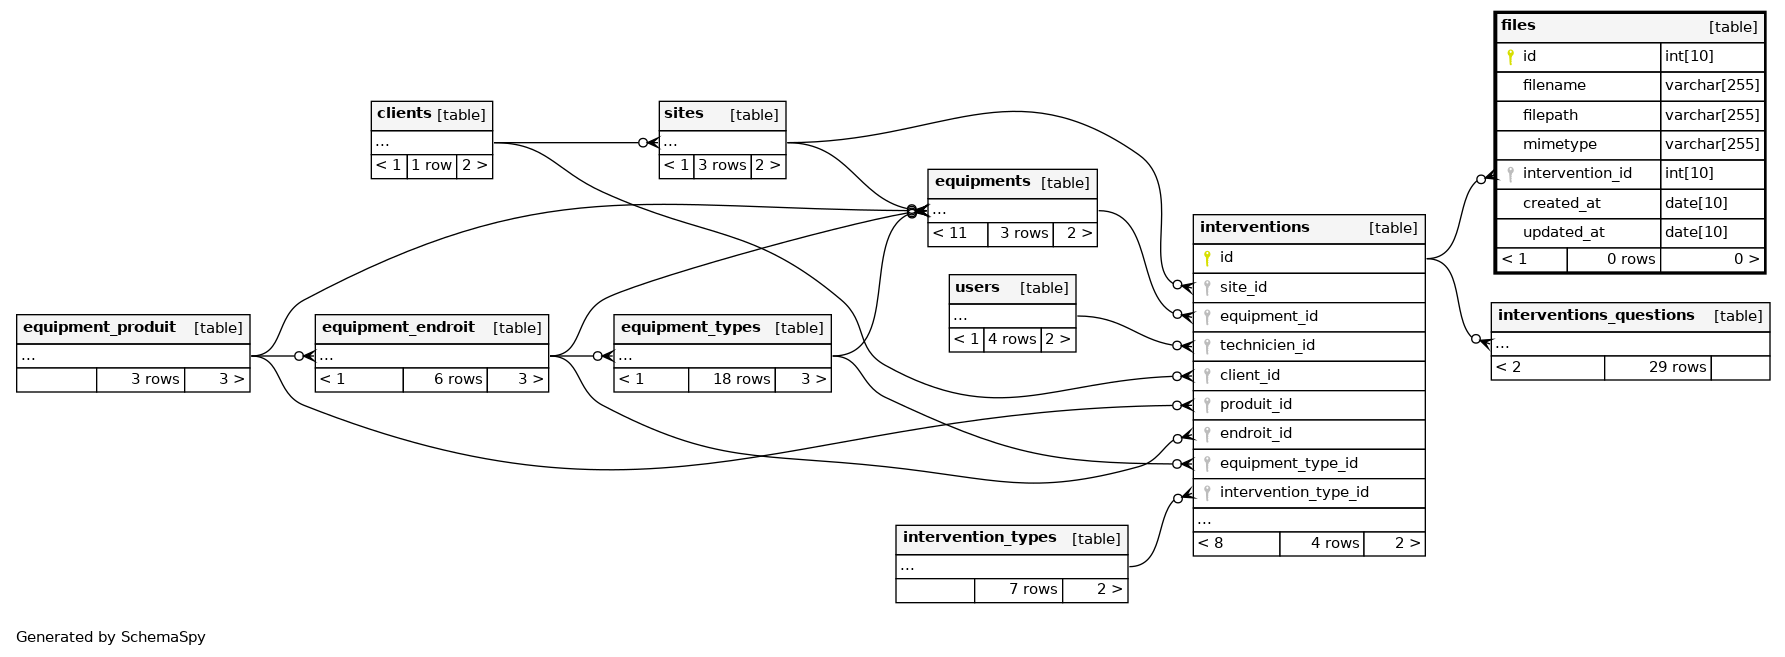 files [table]
id int[10]
filename varchar[255]
filepath varchar[255]
mimetype varchar[255]
intervention_id int[10]
created_at date[10]
updated_at date[10]
< 1 0 rows 0 >
clients [table]
...
< 1 1 row 2 >
sites [table]
...
< 1 3 rows 2 >
equipments [table]
...
< 11 3 rows 2 >
interventions [table]
id
site_id
equipment_id
technicien_id
client_id
produit_id
endroit_id
equipment_type_id
intervention_type_id
...
< 8 4 rows 2 >
users [table]
...
< 1 4 rows 2 >
interventions_questions [table]
...
< 2 29 rows
equipment_produit [table]
...
3 rows 3 >
equipment_endroit [table]
...
< 1 6 rows 3 >
equipment_types [table]
...
< 1 18 rows 3 >
intervention_types [table]
...
7 rows 2 >
Generated by SchemaSpy